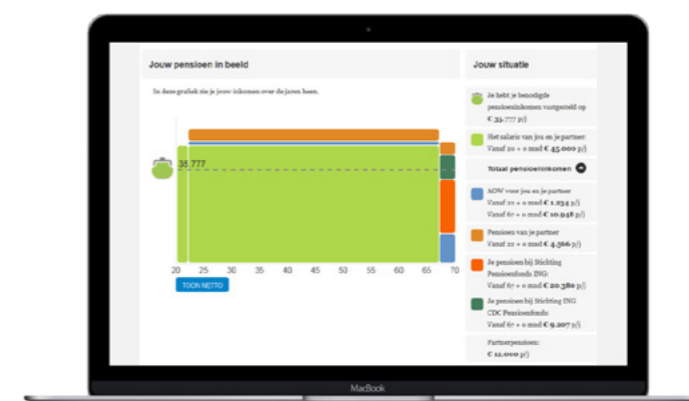 Jouw pensioen in beeld
In deze grafiek zie je jouw inkomen over de jaren heen.
35.777
20 25 30 35 40 45 50 55 60 65 70
TOON NETTO
Jouw situatie
Je hebt je benodigde
pensioeninkomen vastgesteld op
€ 35.777 p/j
Het salaris van jou en je partner:
Vanaf 20 + 0 mnd € 45.000 p/j
Totaal pensioeninkomen
AOW voor jou en je partner
Vanaf 22 + 0 mnd € 1.234 p/j
Vanaf 67 + 0 mnd € 10.948 p/j
Pensioen van je partner
Vanaf 22 + 0 mnd € 4.566 p/j
Je pensioen bij Stichting
Pensioenfonds ING:
Vanaf 67 + 0 mnd € 20.380 p/j
Je pensioen bij Stichting ING
CDC Pensioenfonds:
Vanaf 67 + 0 mnd € 9.207 p/j
Partnerpensioen:
€ 12.000 p/j
MacBook